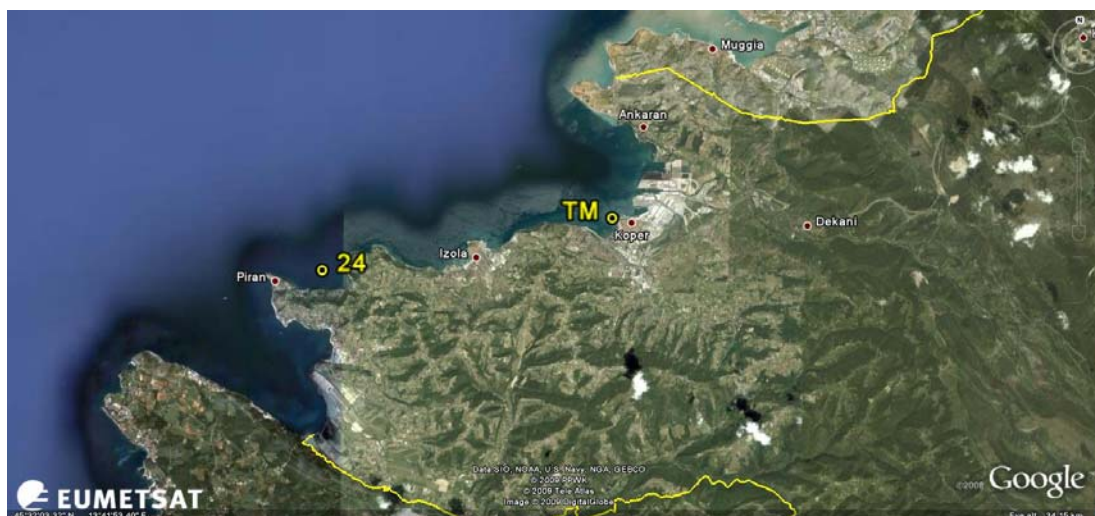 Muggia
Ankaran
TM
Koper
Dekani
24
Izola
Piran
Data SIO, NOAA, U.S. Navy, NGA, GEBCO
© 2009 PPWK
© 2009 Tele Atlas
Image © 2009 DigitalGlobe
©2008 Google
EUMETSAT
N